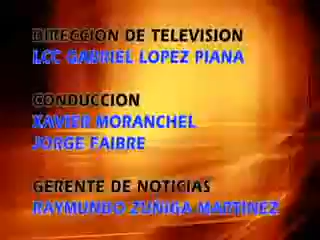 DIRECCION DE TELEVISION
LCC GABRIEL LOPEZ PIANA
CONDUCCION
XAVIER MORANCHEL
JORGE FAIBRE
GERENTE DE NOTICIAS
RAYMUNDO ZUÑIGA MARTINEZ